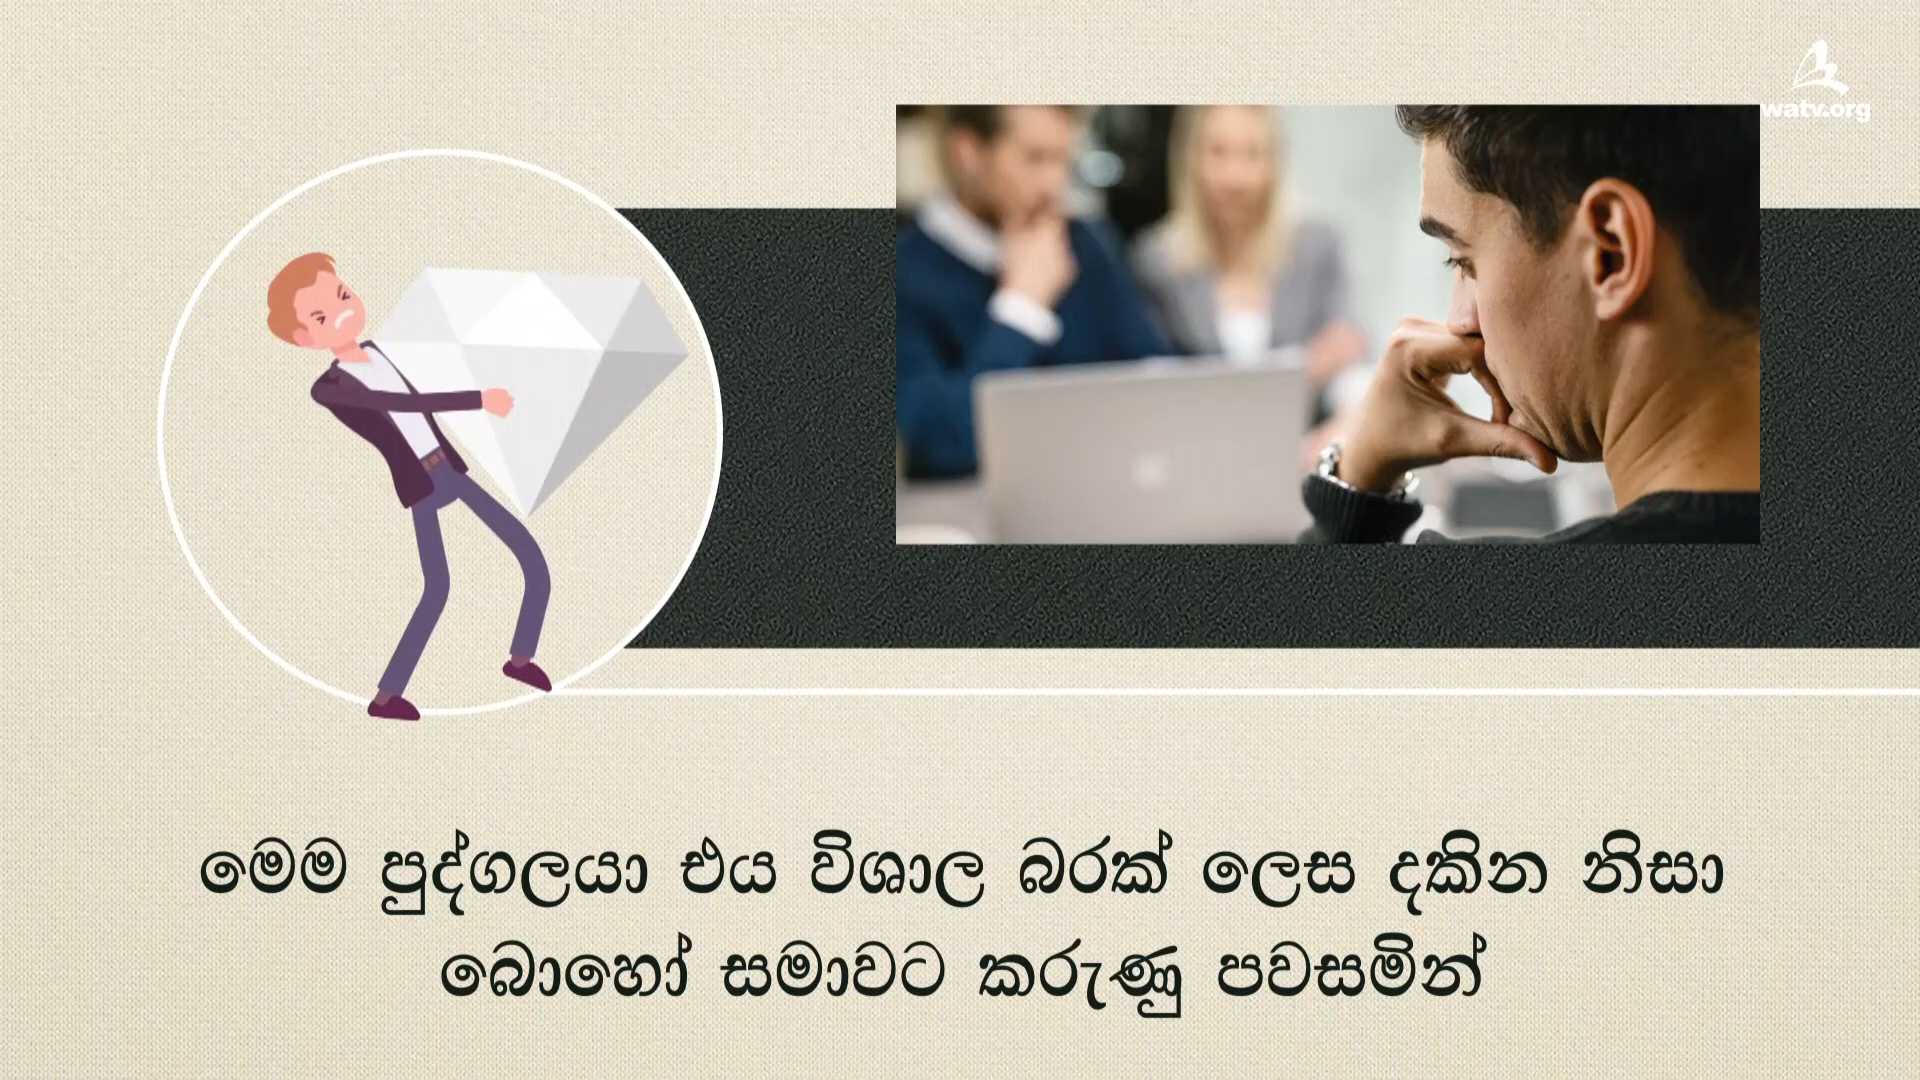 watv.org
මෙම පුද්ගලයා එය විශාල බරක් ලෙස දකින නිසා
බොහෝ සමාවට කරුණු පවසමින්